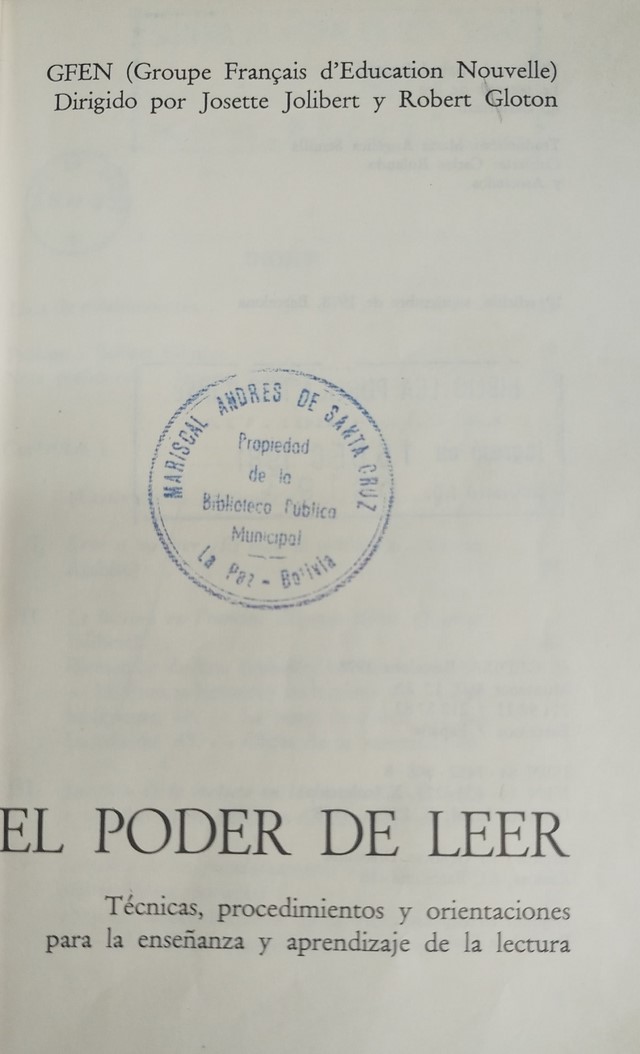 GFEN (Groupe Français d'Education Nouvelle)
Dirigido por Josette Jolibert y Robert Gloton
MARISCAL ANDRES DE SANTA CRUZ
Propiedad
de la
Biblioteca Publica
Municipal
La Paz - Bolivia
EL PODER DE LEER
Técnicas, procedimientos y orientaciones
para la enseñanza y aprendizaje de la lectura